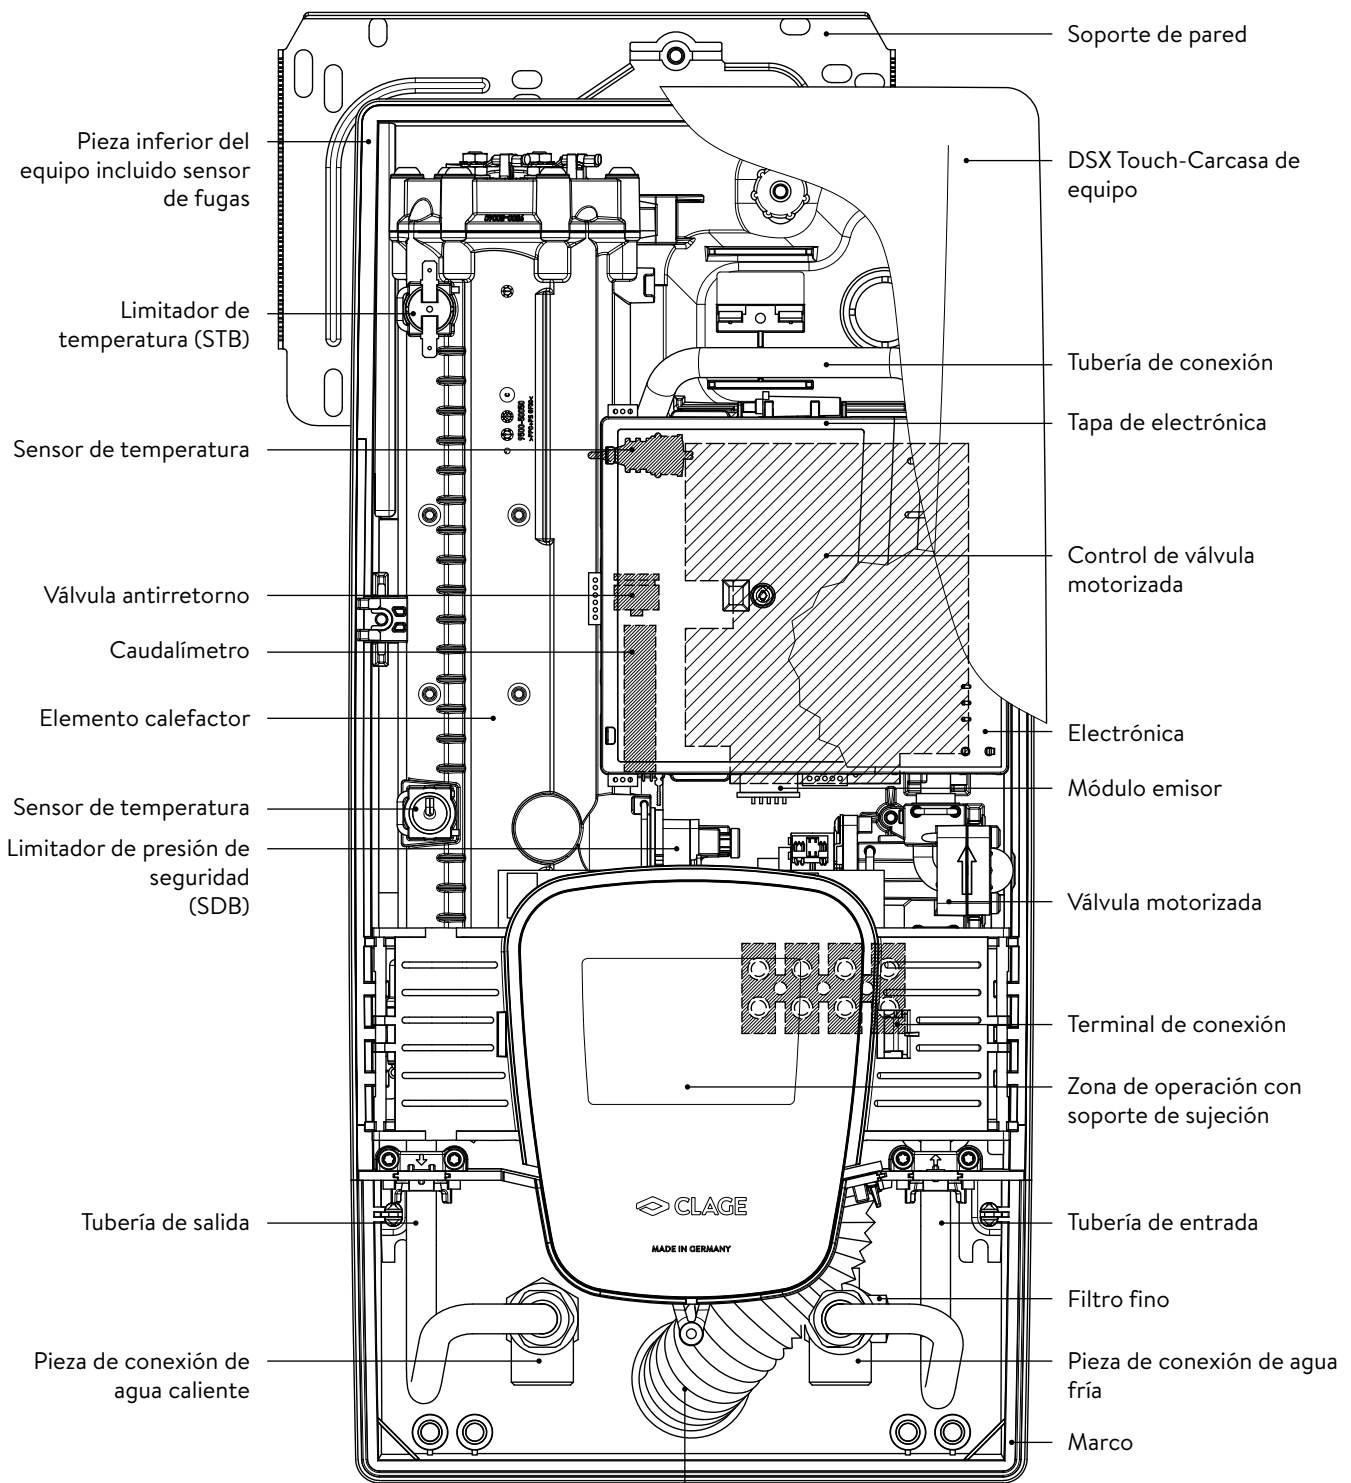 Soporte de pared
Pieza inferior del
equipo incluido sensor
de fugas
DSX Touch-Carcasa de
equipo
Limitador de
temperatura (STB)
Tubería de conexión
Tapa de electrónica
Sensor de temperatura
Control de válvula
motorizada
Válvula antirretorno
Caudalímetro
Elemento calefactor
Electrónica
Módulo emisor
Sensor de temperatura
Limitador de presión de
seguridad
(SDB)
Válvula motorizada
Terminal de conexión
Zona de operación con
soporte de sujeción
CLAGE
MADE IN GERMANY
Tubería de salida
Tubería de entrada
Filtro fino
Pieza de conexión de
agua caliente
Pieza de conexión de agua
fría
Marco